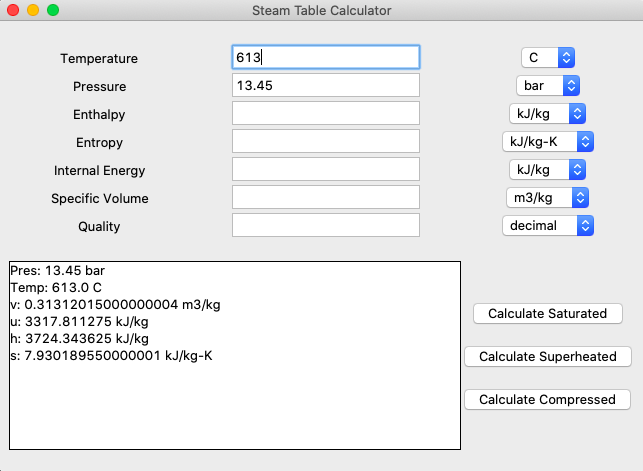 Steam Table Calculator
Temperature 613 C
Pressure 13.45 bar
Enthalpy kJ/kg
Entropy kJ/kg-K
Internal Energy kJ/kg
Specific Volume m3/kg
Quality decimal
Pres: 13.45 bar
Temp: 613.0 C
v: 0.31312015000000004 m3/kg
u: 3317.811275 kJ/kg
h: 3724.343625 kJ/kg
s: 7.930189550000001 kJ/kg-K
Calculate Saturated
Calculate Superheated
Calculate Compressed